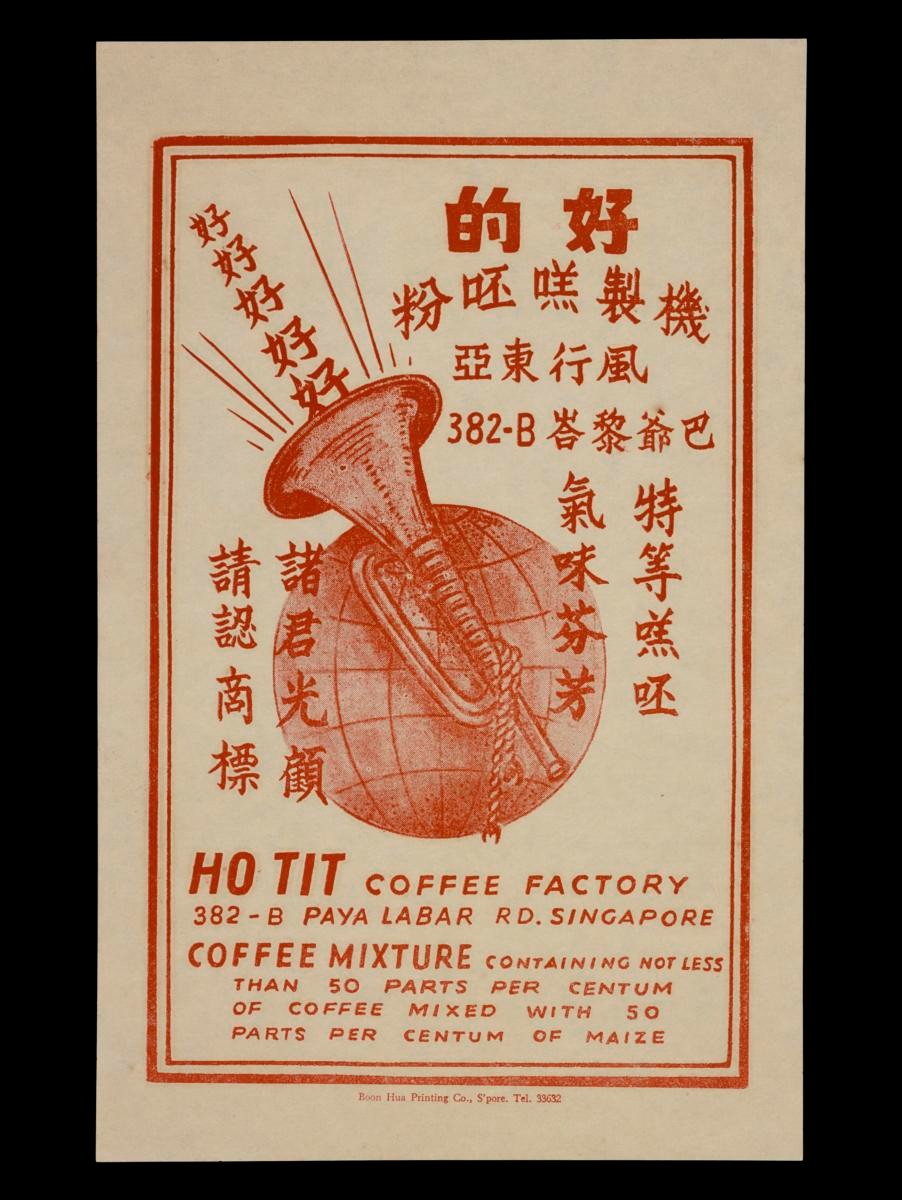 好的
機製嘿呸粉
風行東亞
巴爺黎峇 382-B
特等嘿呸
氣味芬芳
好好好好好
諸君光顧
請認商標
HO TIT COFFEE FACTORY
382-B PAYA LABAR RD. SINGAPORE
COFFEE MIXTURE CONTAINING NOT LESS
THAN 50 PARTS PER CENTUM
OF COFFEE MIXED WITH 50
PARTS PER CENTUM OF MAIZE
Boon Hua Printing Co., S'pore. Tel. 33632